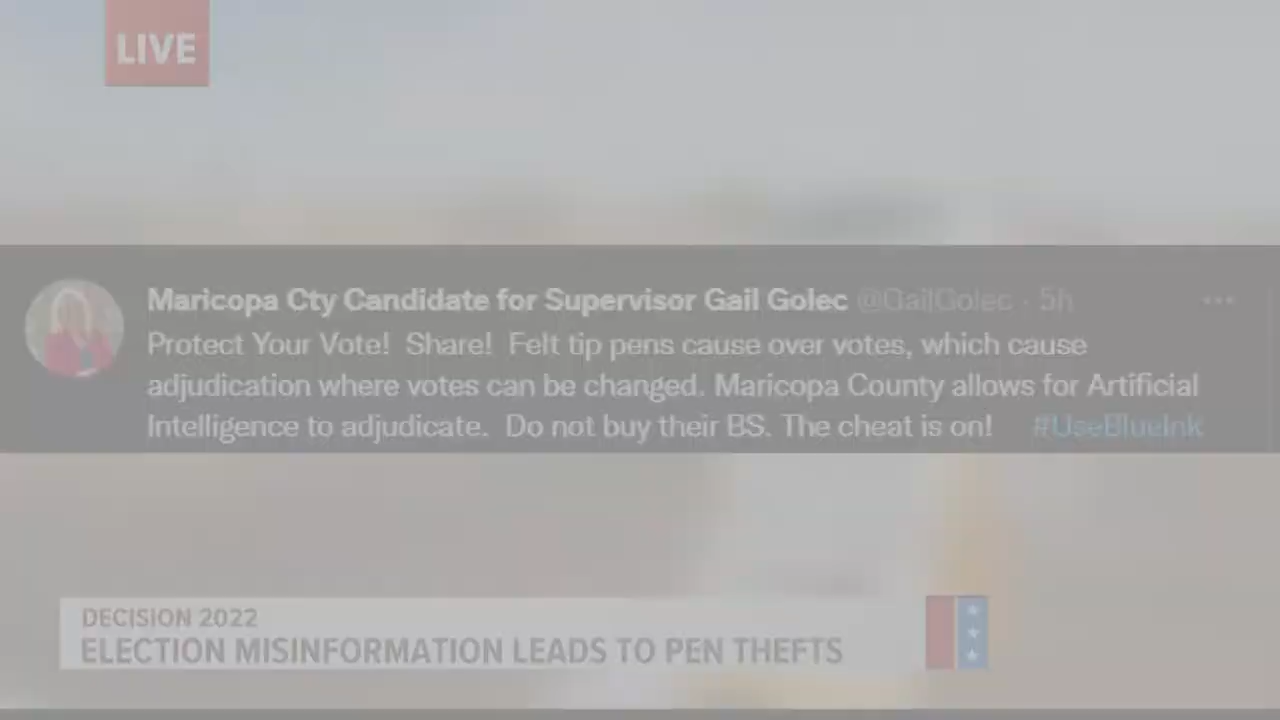 LIVE
Maricopa Cty Candidate for Supervisor Gail Golec @GailGolec · 5h
Protect Your Vote!  Share!  Felt tip pens cause over votes, which cause
adjudication where votes can be changed. Maricopa County allows for Artificial
Intelligence to adjudicate.  Do not buy their BS. The cheat is on!  #UseBlueInk
DECISION 2022
ELECTION MISINFORMATION LEADS TO PEN THEFTS